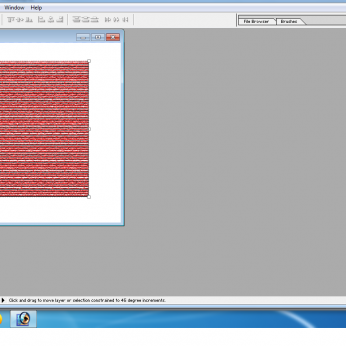 Window Help
File Browser Brushes
Click and drag to move layer or selection constrained to 45 degree increments.